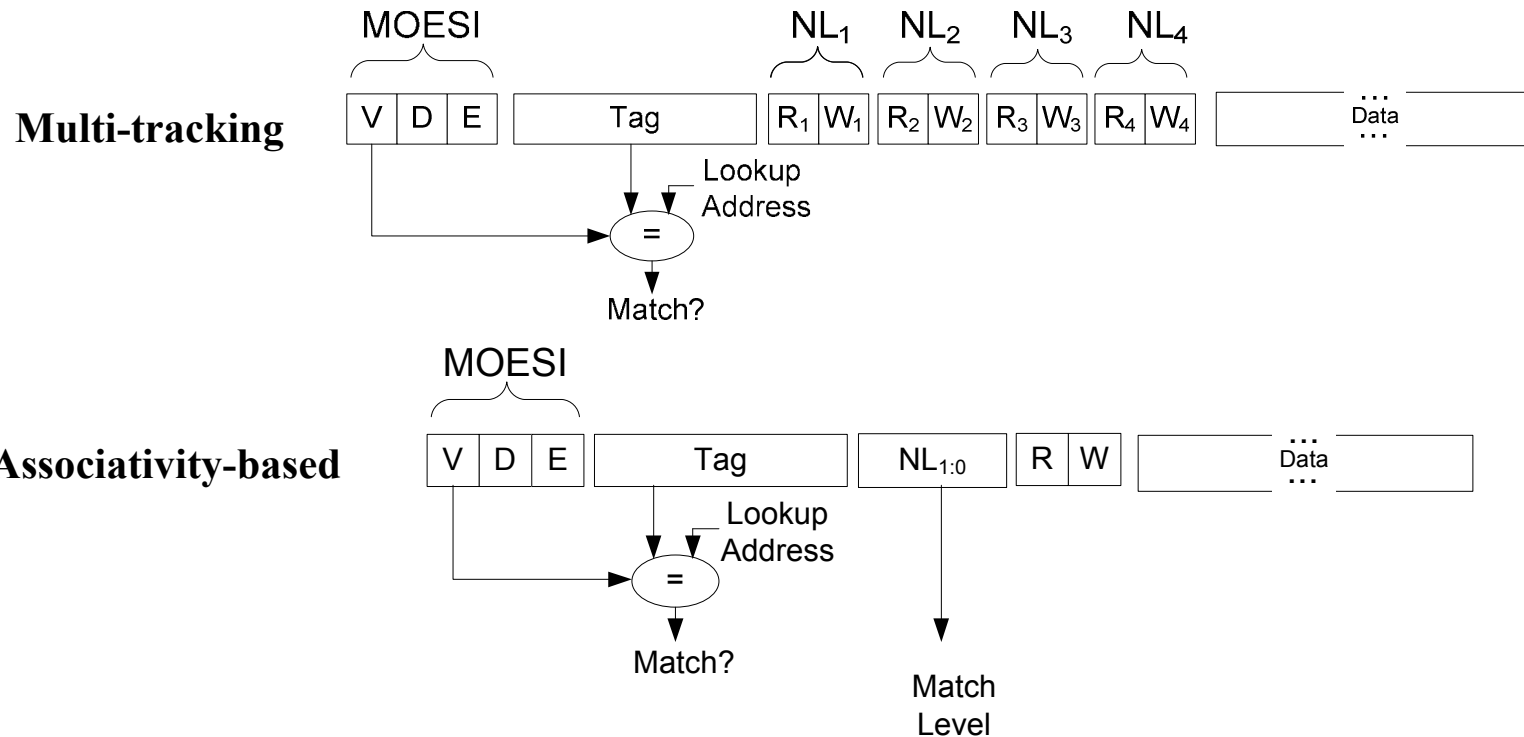 MOESI NL₁ NL₂ NL₃ NL₄
Multi-tracking V D E Tag R₁ W₁ R₂ W₂ R₃ W₃ R₄ W₄ ... Data ...
Lookup
Address
=
Match?
MOESI
Associativity-based V D E Tag NL₁:₀ R W ... Data ...
Lookup
Address
=
Match?
Match
Level